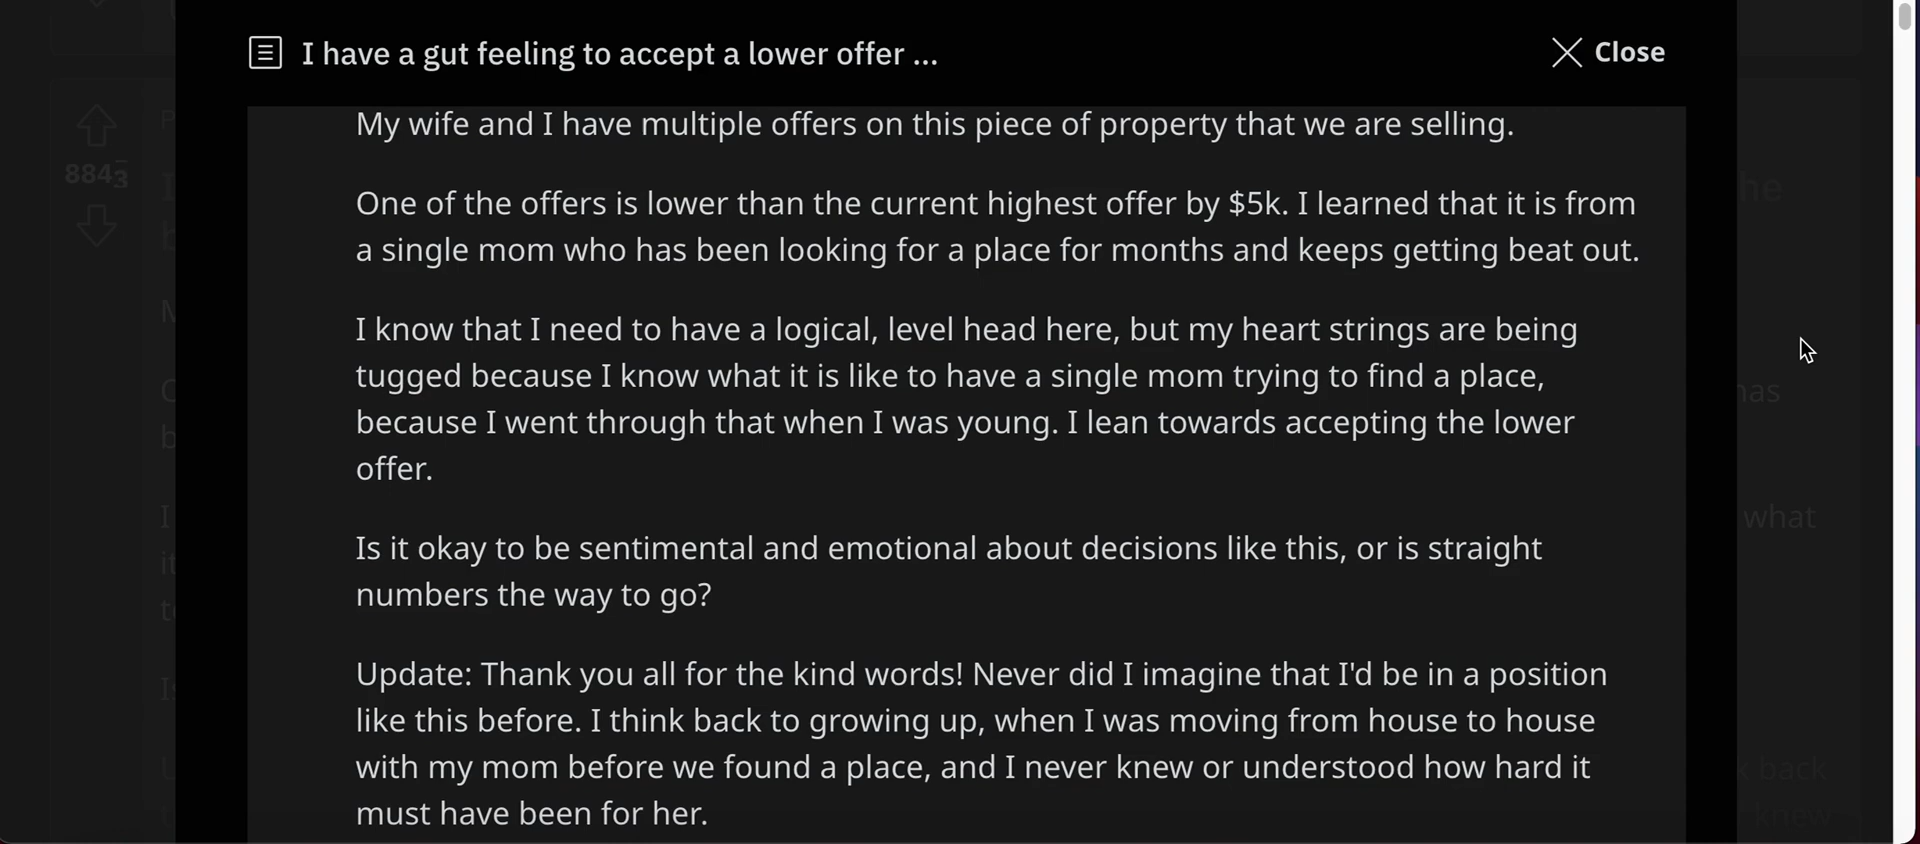 I have a gut feeling to accept a lower offer ...
Close
My wife and I have multiple offers on this piece of property that we are selling.
One of the offers is lower than the current highest offer by $5k. I learned that it is from
a single mom who has been looking for a place for months and keeps getting beat out.
I know that I need to have a logical, level head here, but my heart strings are being
tugged because I know what it is like to have a single mom trying to find a place,
because I went through that when I was young. I lean towards accepting the lower
offer.
Is it okay to be sentimental and emotional about decisions like this, or is straight
numbers the way to go?
Update: Thank you all for the kind words! Never did I imagine that I'd be in a position
like this before. I think back to growing up, when I was moving from house to house
with my mom before we found a place, and I never knew or understood how hard it
must have been for her.
he
has
what
back
knew